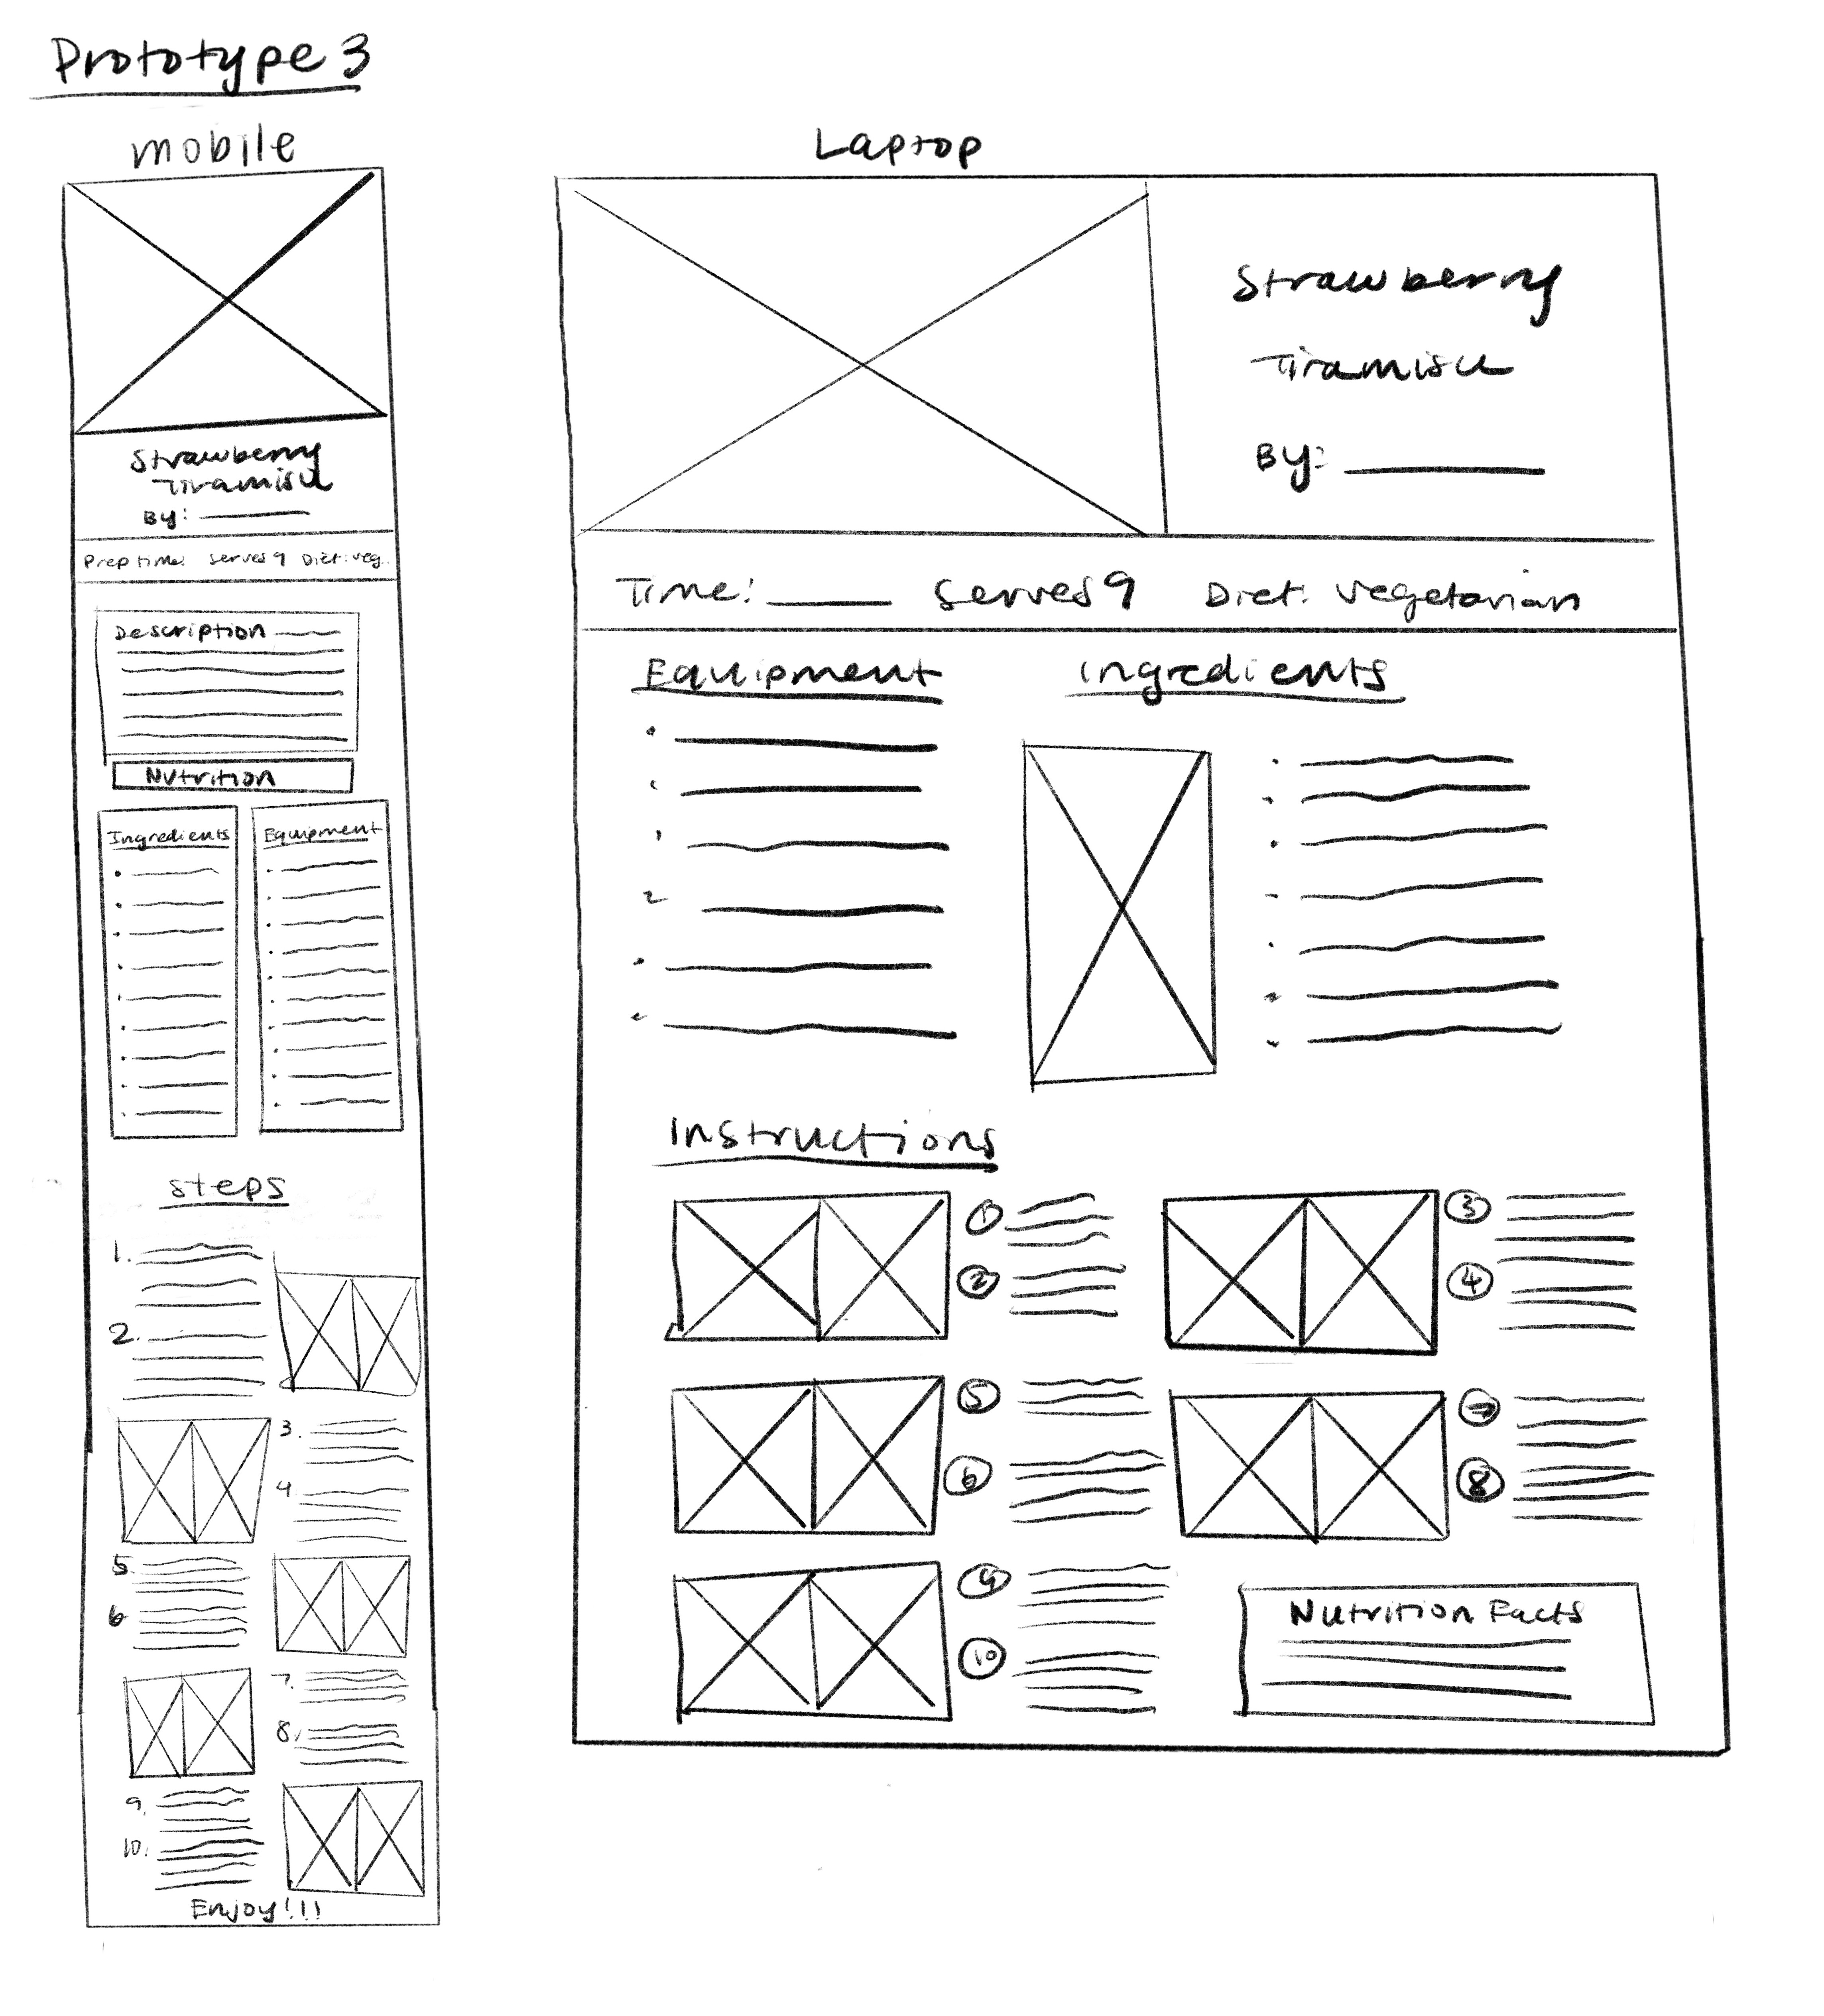 Prototype 3
mobile
Strawberry
Tiramisu
By:
Prep time: Serves 9 Diet: veg.
Description
Nutrition
Ingredients
Equipment
Steps
1.
2.
3.
4.
5.
6
7.
8.
9.
10.
Enjoy!!!
Laptop
Strawberry
Tiramisu
By:
Time: Serves 9 Diet: Vegetarian
Equipment
Ingredients
Instructions
1
2
3
4
5
6
7
8
9
10
Nutrition Facts